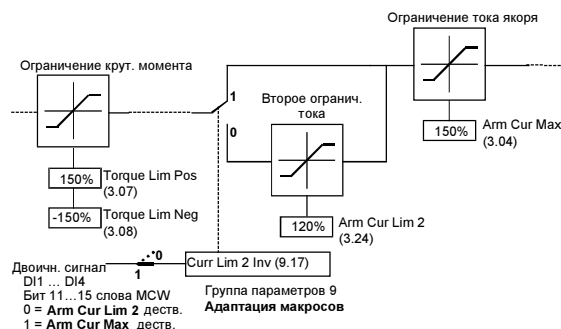 Ограничение тока якоря
Ограничение крут. момента
1
Второе огранич.
тока
0
150%
Arm Cur Max
(3.04)
150%
Torque Lim Pos
(3.07)
-150%
Torque Lim Neg
(3.08)
120%
Arm Cur Lim 2
(3.24)
0
1
Curr Lim 2 Inv (9.17)
Двоичн. сигнал
DI1 ... DI4
Бит 11…15 слова MCW
0 = Arm Cur Lim 2 деств.
1 = Arm Cur Max деств.
Группа параметров 9
Адаптация макросов